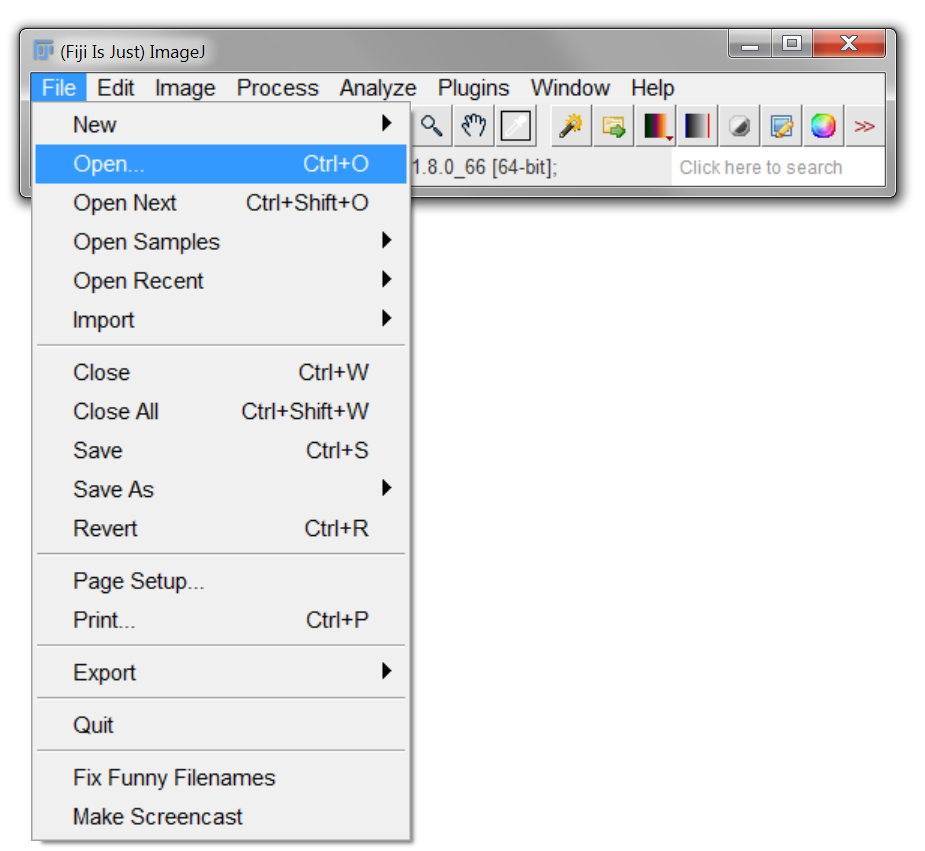 (Fiji Is Just) ImageJ
File Edit Image Process Analyze Plugins Window Help
New
Open... Ctrl+O
1.8.0_66 [64-bit]; Click here to search
Open Next Ctrl+Shift+O
Open Samples
Open Recent
Import
Close Ctrl+W
Close All Ctrl+Shift+W
Save Ctrl+S
Save As
Revert Ctrl+R
Page Setup...
Print... Ctrl+P
Export
Quit
Fix Funny Filenames
Make Screencast